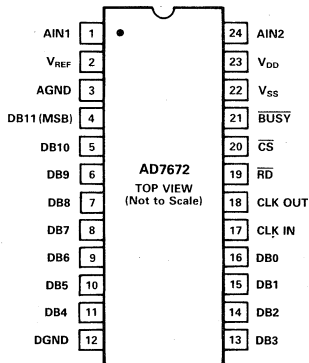 AIN1 1 24 AIN2
VREF 2 23 VDD
AGND 3 22 VSS
DB11 (MSB) 4 21 BUSY
DB10 5 20 CS
DB9 6 19 RD
AD7672
TOP VIEW
(Not to Scale)
DB8 7 18 CLK OUT
DB7 8 17 CLK IN
DB6 9 16 DB0
DB5 10 15 DB1
DB4 11 14 DB2
DGND 12 13 DB3